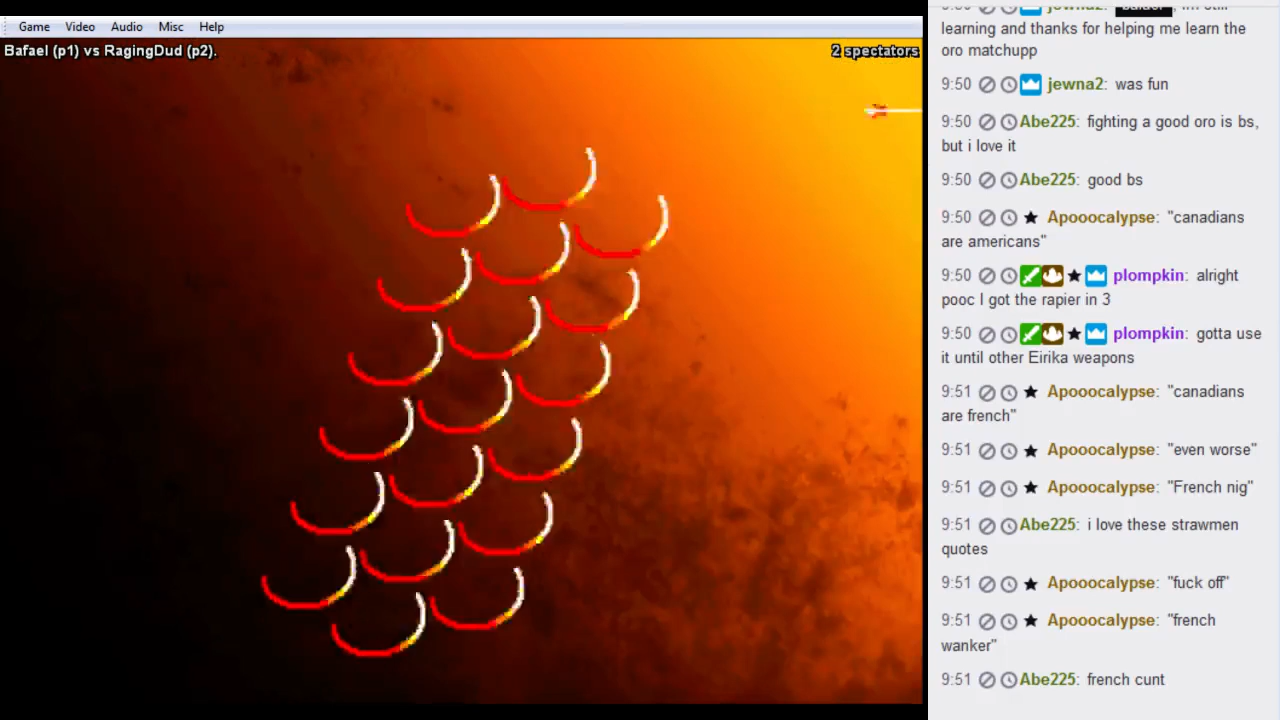 Game Video Audio Misc Help
Bafael (p1) vs RagingDud (p2).
2 spectators
learning and thanks for helping me learn the
oro matchupp
9:50 jewna2: was fun
9:50 Abe225: fighting a good oro is bs,
but i love it
9:50 Abe225: good bs
9:50 Apooocalypse: "canadians
are americans"
9:50 plompkin: alright
pooc I got the rapier in 3
9:50 plompkin: gotta use
it until other Eirika weapons
9:51 Apooocalypse: "canadians
are french"
9:51 Apooocalypse: "even worse"
9:51 Apooocalypse: "French nig"
9:51 Abe225: i love these strawmen
quotes
9:51 Apooocalypse: "fuck off"
9:51 Apooocalypse: "french
wanker"
9:51 Abe225: french cunt